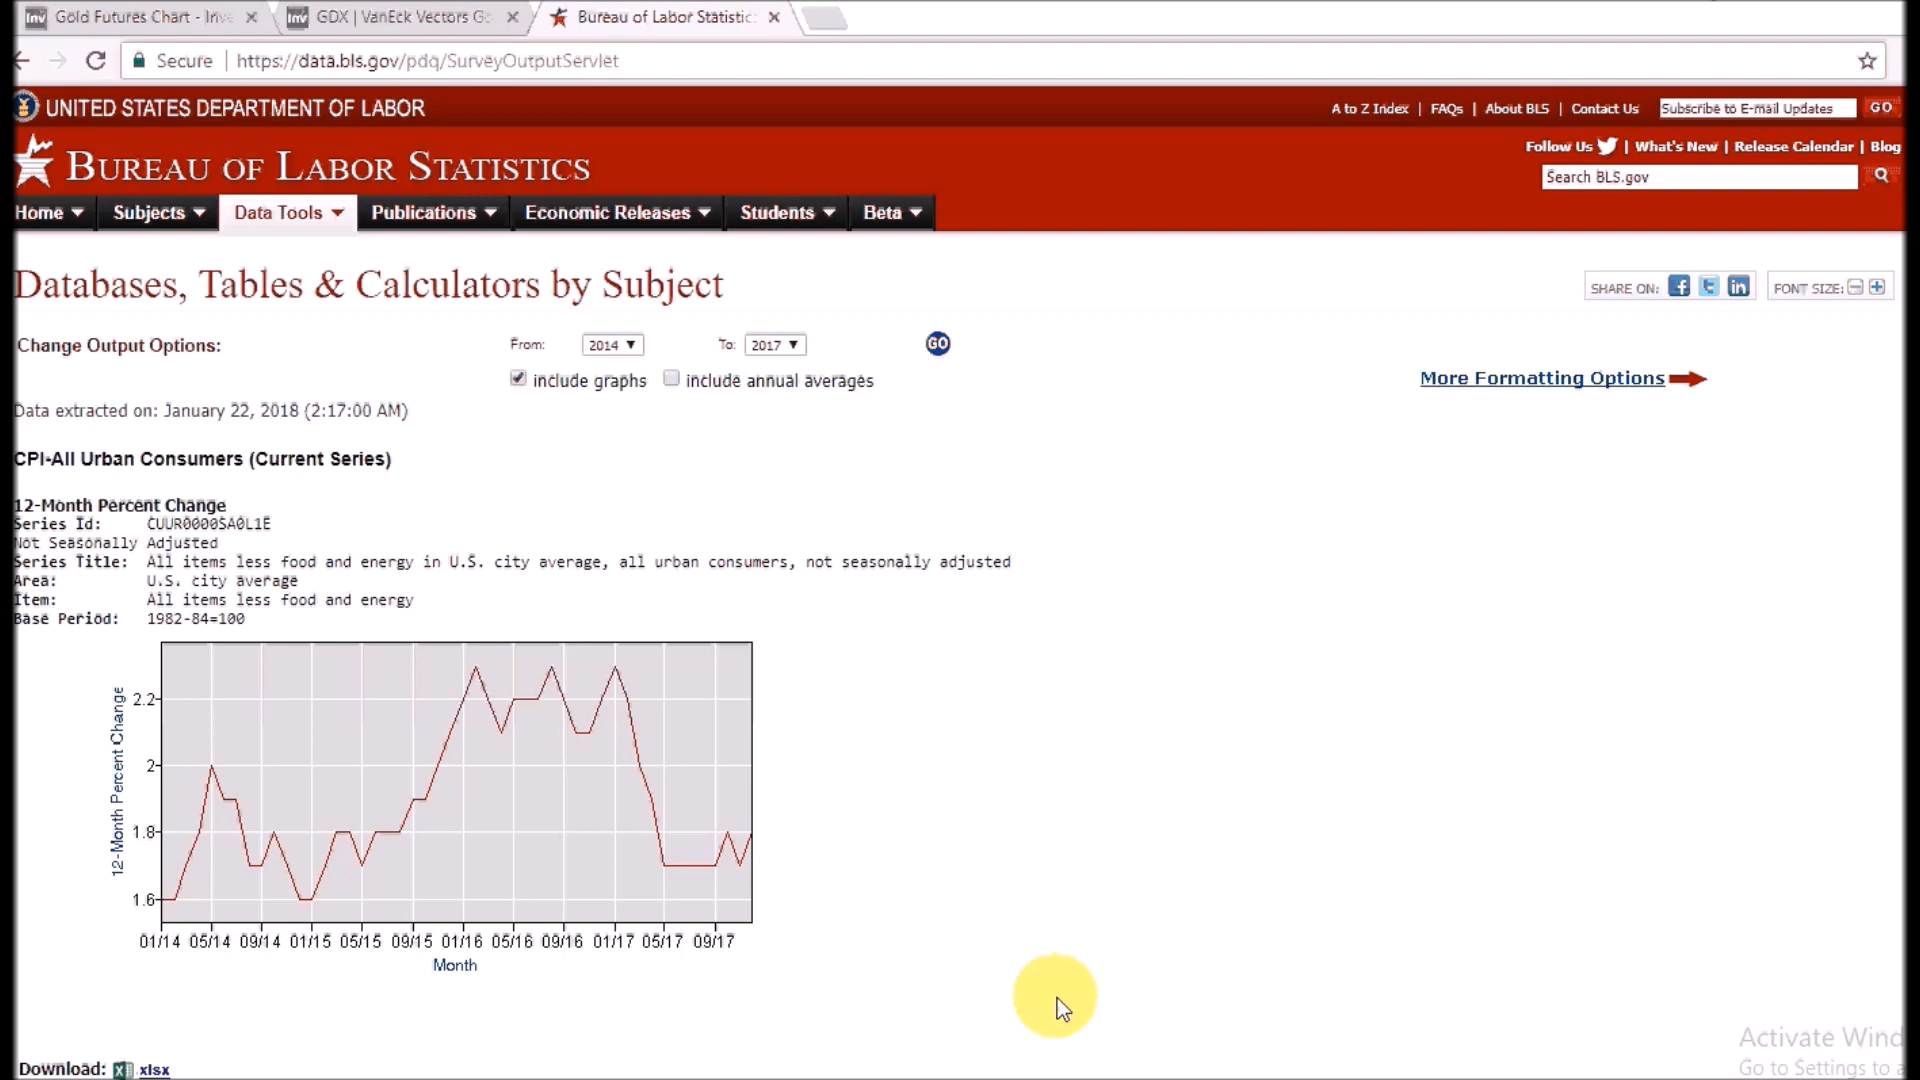 Gold Futures Chart - Inve
GDX | VanEck Vectors Go
Bureau of Labor Statistic
Secure
https://data.bls.gov/pdq/SurveyOutputServlet
UNITED STATES DEPARTMENT OF LABOR
A to Z Index | FAQs | About BLS | Contact Us
Subscribe to E-mail Updates
GO
BUREAU OF LABOR STATISTICS
Follow Us | What's New | Release Calendar | Blog
Search BLS.gov
Home
Subjects
Data Tools
Publications
Economic Releases
Students
Beta
Databases, Tables & Calculators by Subject
SHARE ON:
FONT SIZE:
Change Output Options:
From: 2014 To: 2017 GO
include graphs include annual averages
More Formatting Options
Data extracted on: January 22, 2018 (2:17:00 AM)
CPI-All Urban Consumers (Current Series)
12-Month Percent Change
Series Id: CUUR0000SA0L1E
Not Seasonally Adjusted
Series Title: All items less food and energy in U.S. city average, all urban consumers, not seasonally adjusted
Area: U.S. city average
Item: All items less food and energy
Base Period: 1982-84=100
12-Month Percent Change
2.2
2
1.8
1.6
01/14 05/14 09/14 01/15 05/15 09/15 01/16 05/16 09/16 01/17 05/17 09/17
Month
Download: xlsx
Activate Wind
Go to Settings to a